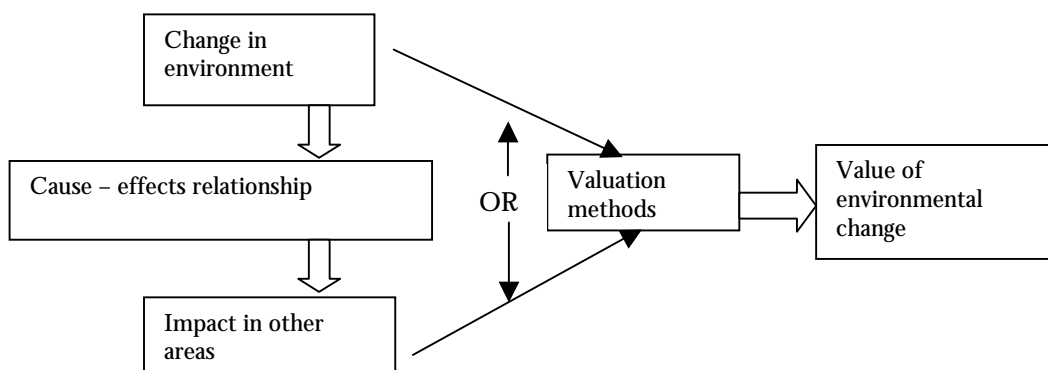 Change in
environment
Cause – effects relationship
OR
Valuation
methods
Value of
environmental
change
Impact in other
areas